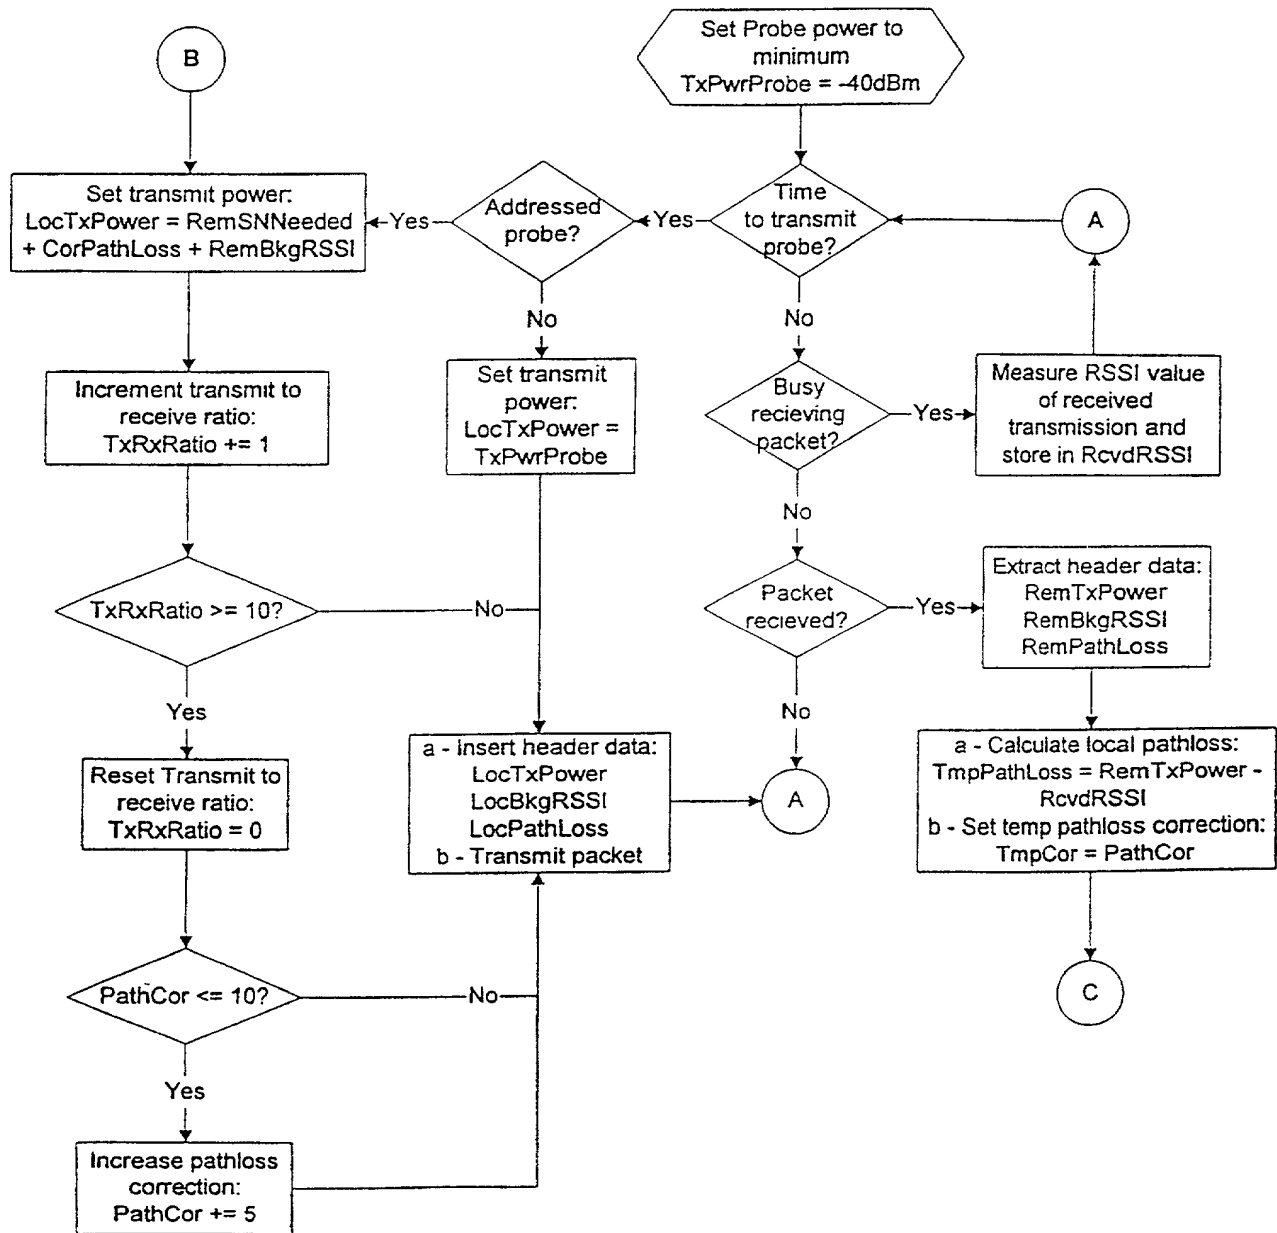 B
Set Probe power to
minimum
TxPwrProbe = -40dBm
Set transmit power:
LocTxPower = RemSNNeeded
+ CorPathLoss + RemBkgRSSI
Yes
Addressed
probe?
Yes
Time
to transmit
probe?
A
No
No
Increment transmit to
receive ratio:
TxRxRatio += 1
Set transmit
power:
LocTxPower =
TxPwrProbe
Busy
recieving
packet?
Yes
Measure RSSI value
of received
transmission and
store in RcvdRSSI
No
TxRxRatio >= 10?
No
Packet
recieved?
Yes
Extract header data:
RemTxPower
RemBkgRSSI
RemPathLoss
Yes
No
Reset Transmit to
receive ratio:
TxRxRatio = 0
a - Insert header data:
LocTxPower
LocBkgRSSI
LocPathLoss
b - Transmit packet
A
a - Calculate local pathloss:
TmpPathLoss = RemTxPower -
RcvdRSSI
b - Set temp pathloss correction:
TmpCor = PathCor
PathCor <= 10?
No
C
Yes
Increase pathloss
correction:
PathCor += 5